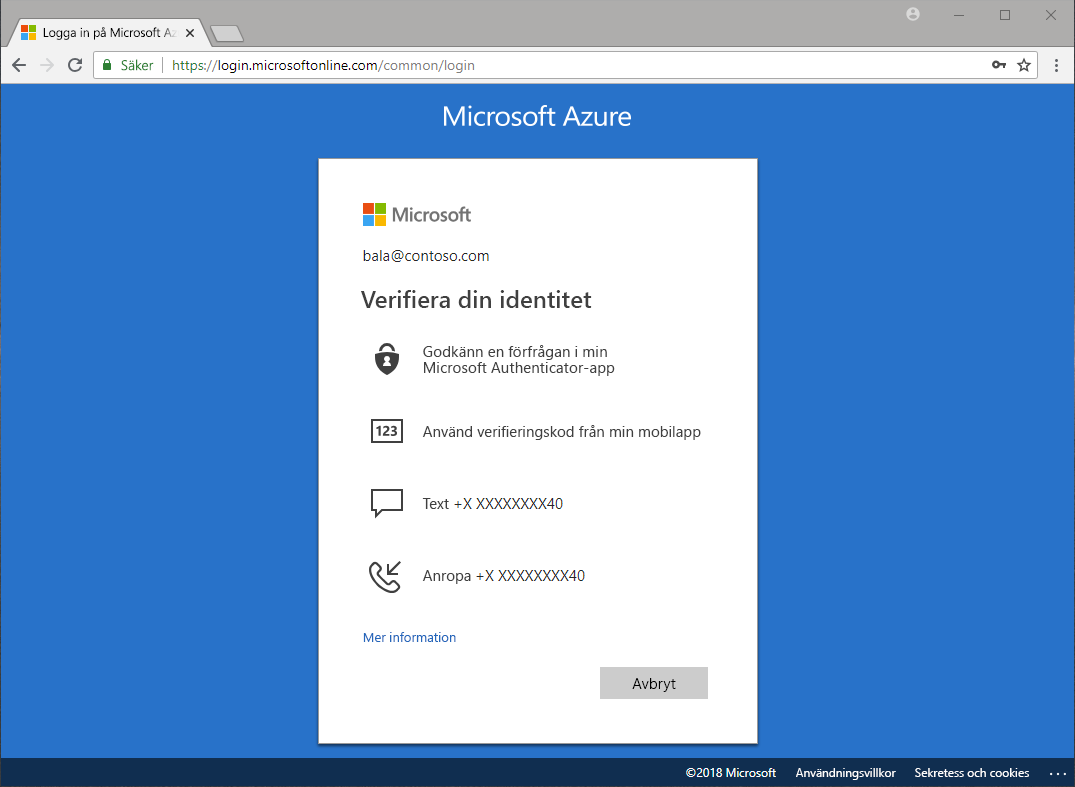 Logga in på Microsoft Az
Säker
https://login.microsoftonline.com/common/login
Microsoft Azure
Microsoft
bala@contoso.com
Verifiera din identitet
Godkänn en förfrågan i min
Microsoft Authenticator-app
123
Använd verifieringskod från min mobilapp
Text +X XXXXXXXX40
Anropa +X XXXXXXXX40
Mer information
Avbryt
©2018 Microsoft Användningsvillkor Sekretess och cookies ...